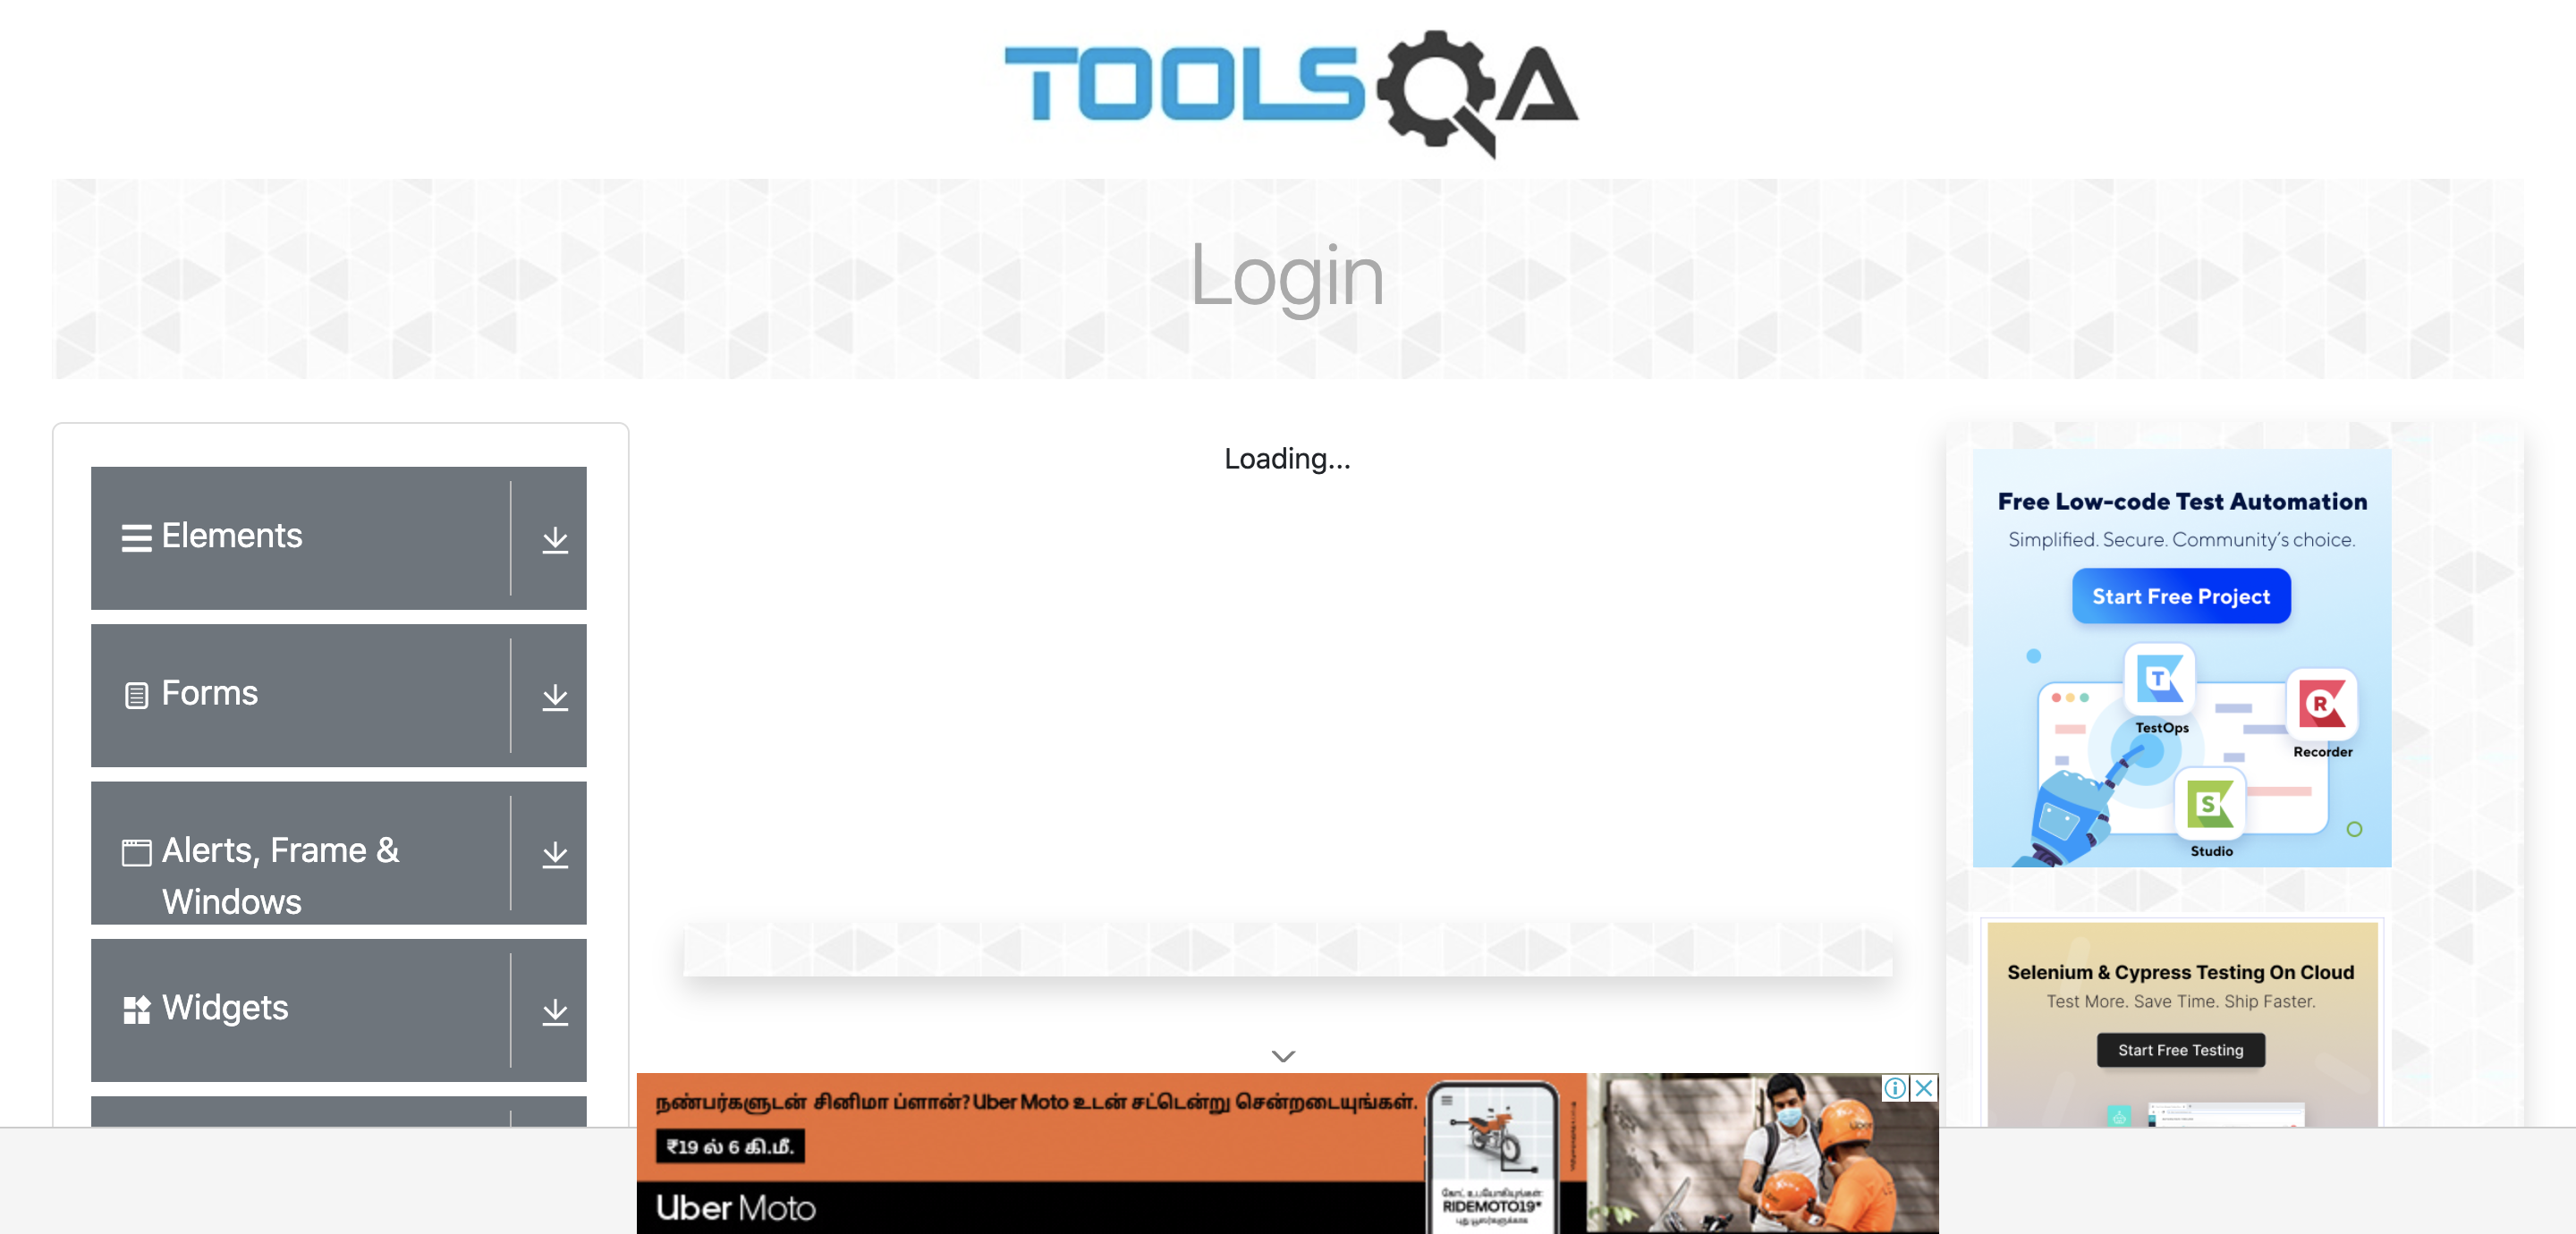 TOOLSQA
Login
Elements
Forms
Alerts, Frame &
Windows
Widgets
Loading...
Free Low-code Test Automation
Simplified. Secure. Community's choice.
Start Free Project
T
TestOps
R
Recorder
S
Studio
Selenium & Cypress Testing On Cloud
Test More. Save Time. Ship Faster.
Start Free Testing
நண்பர்களுடன் சினிமா ப்ளான்? Uber Moto உடன் சட்டென்று சென்றடையுங்கள்.
₹19 ல் 6 கி.மீ.
Uber Moto
கோட் உபயோகியுங்கள்:
RIDEMOTO19*